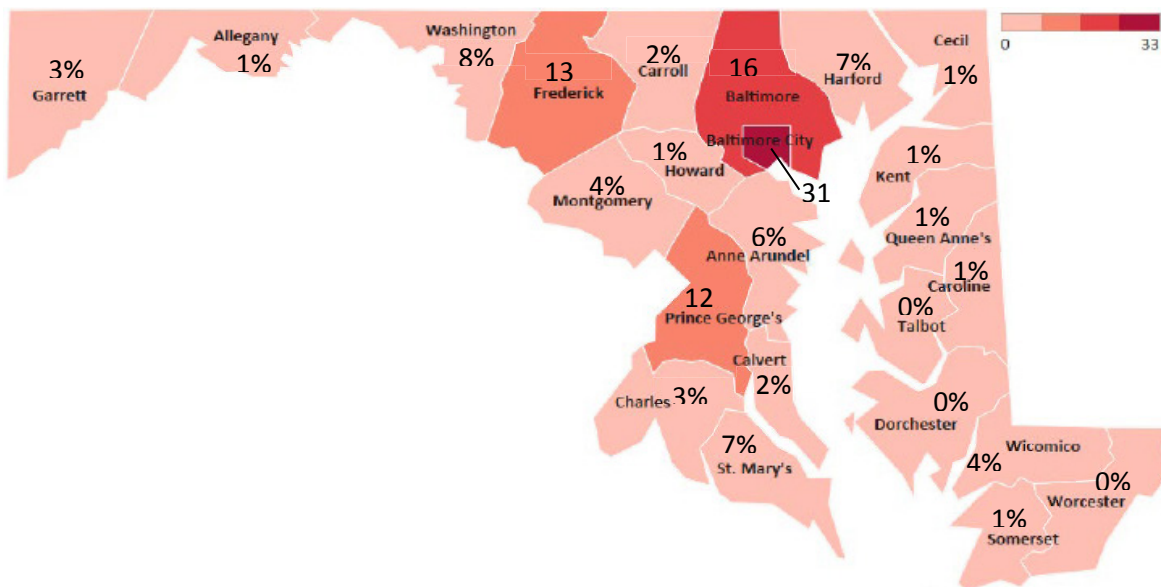 0 33
Washington
8%
Allegany
1%
3%
Garrett
13
Frederick
2%
Carroll
16
Baltimore
7%
Harford
Cecil
1%
Baltimore City
31
1%
Howard
4%
Montgomery
1%
Kent
6%
Anne Arundel
1%
Queen Anne's
1%
Caroline
0%
Talbot
12
Prince George's
Calvert
2%
Charles 3%
7%
St. Mary's
0%
Dorchester
Wicomico
4%
0%
Worcester
1%
Somerset